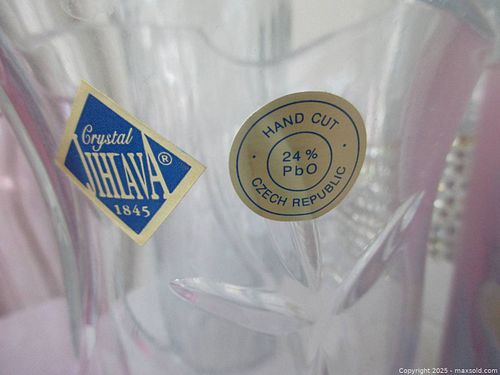 Crystal
JIHLAVA®
1845
HAND CUT
24%
PbO
CZECH REPUBLIC
Copyright 2025 - maxsold.com